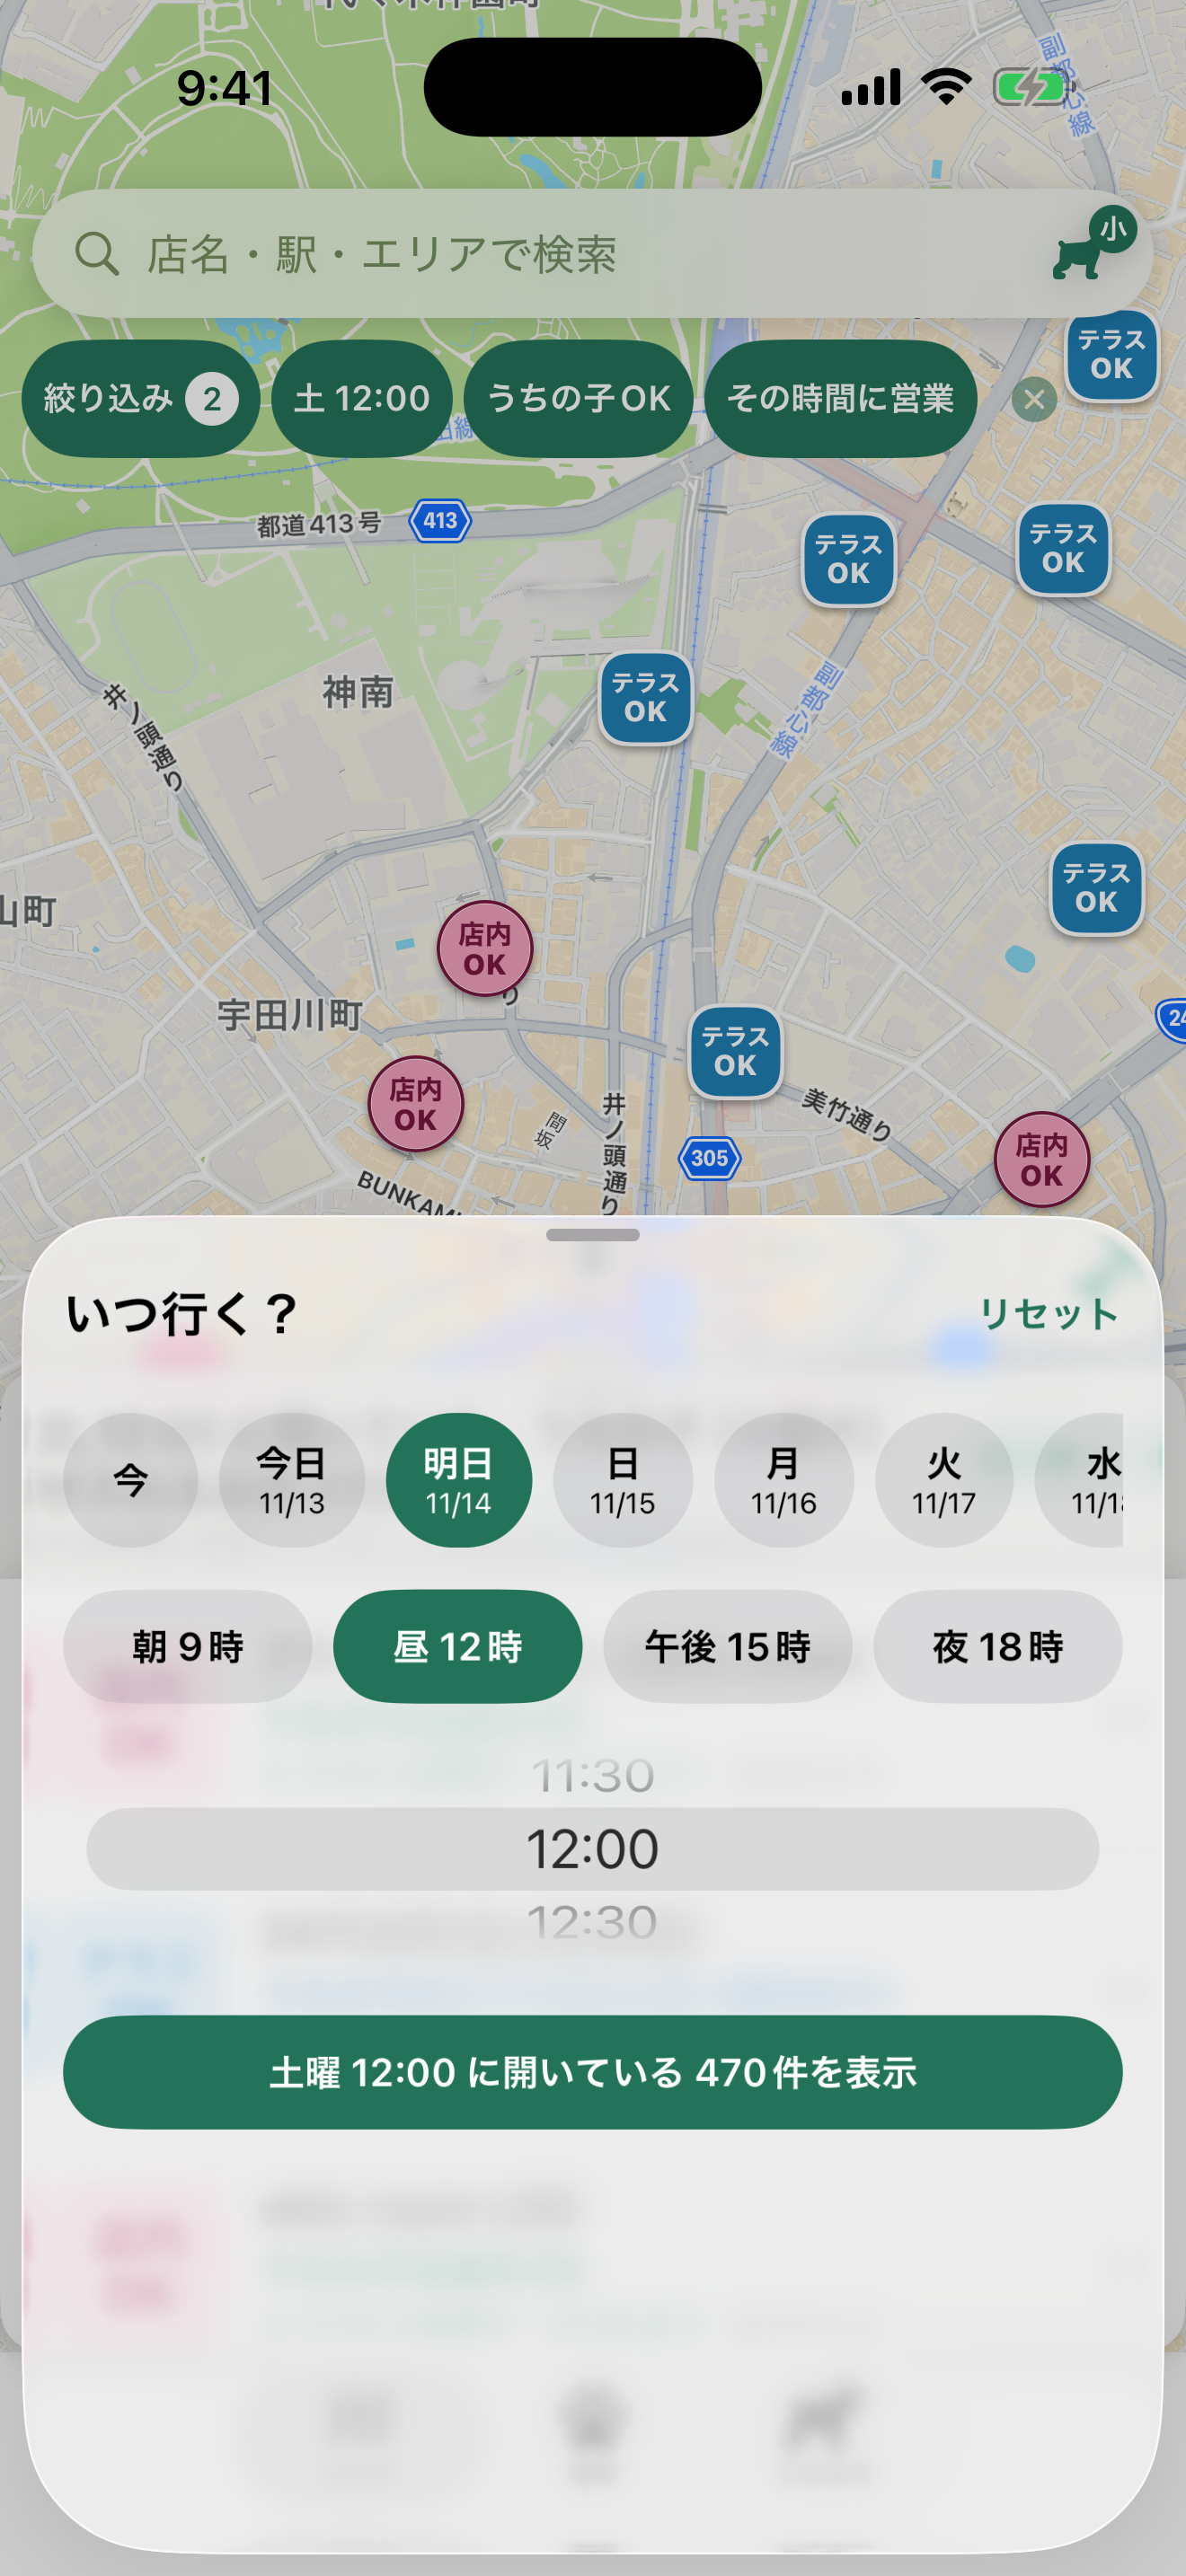 9:41
副都心線
店名・駅・エリアで検索
小
絞り込み 2
土 12:00
うちの子OK
その時間に営業
テラス
OK
都道413号
413
テラス
OK
テラス
OK
神南
テラス
OK
副都心線
井ノ頭通り
テラス
OK
山町
店内
OK
り
宇田川町
テラス
OK
店内
OK
美竹通り
間坂
井ノ頭通り
305
店内
OK
いつ行く？
リセット
今
今日
11/13
明日
11/14
日
11/15
月
11/16
火
11/17
水
朝 9時
昼 12時
午後 15時
夜 18時
11:30
12:00
12:30
土曜 12:00 に開いている 470件を表示